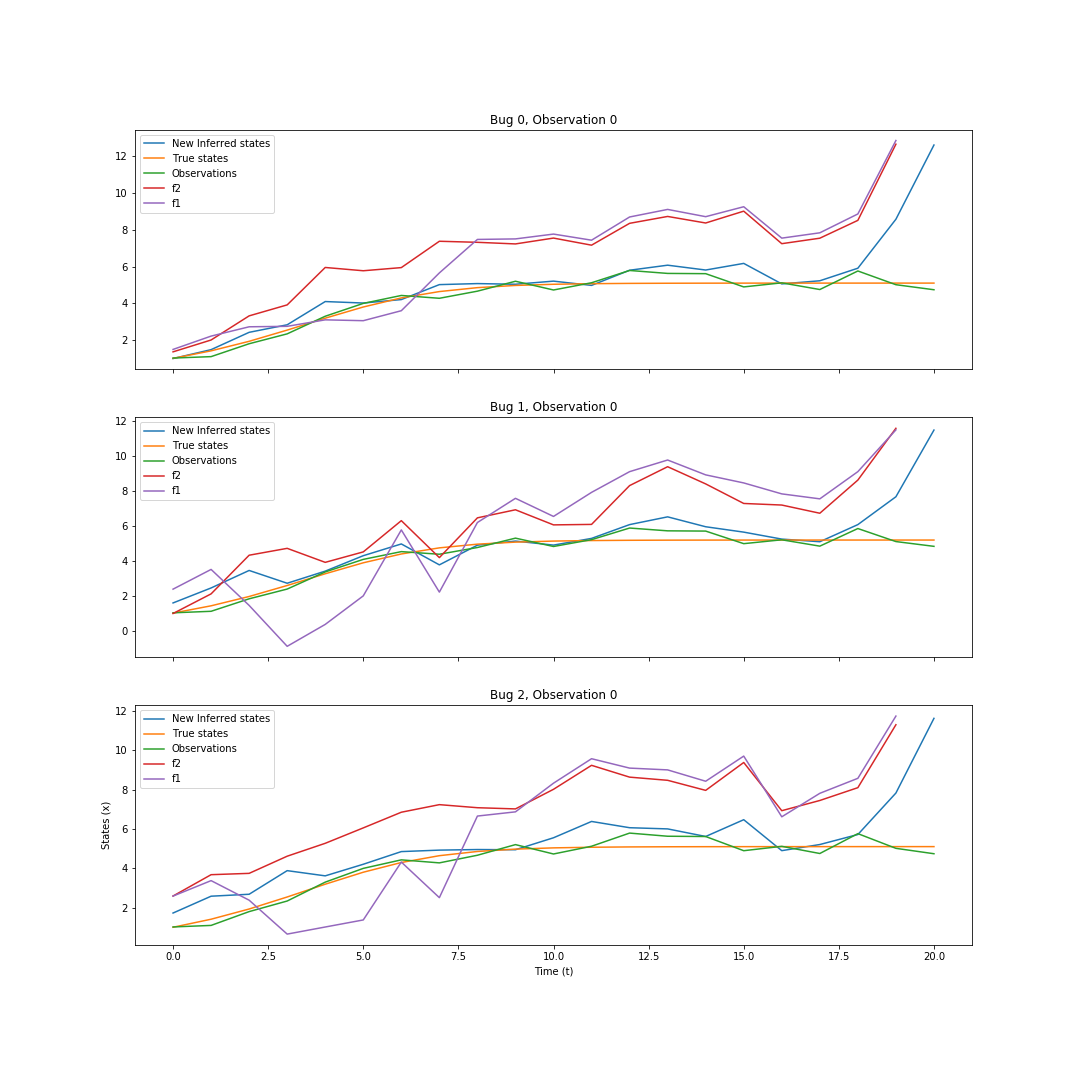 Bug 0, Observation 0
New Inferred states
True states
Observations
f2
f1
12
10
8
6
4
2
Bug 1, Observation 0
New Inferred states
True states
Observations
f2
f1
12
10
8
6
4
2
0
Bug 2, Observation 0
New Inferred states
True states
Observations
f2
f1
12
10
8
6
4
2
States (x)
0.0 2.5 5.0 7.5 10.0 12.5 15.0 17.5 20.0
Time (t)